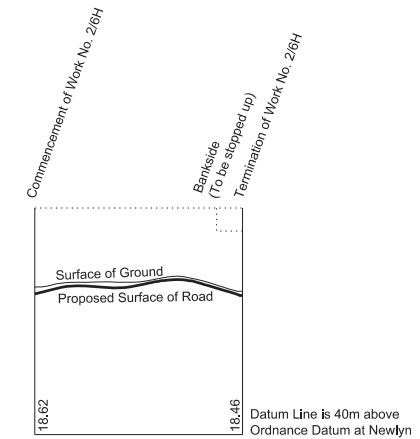 Commencement of Work No. 2/6H
Bankside
(To be stopped up)
Termination of Work No. 2/6H
Surface of Ground
Proposed Surface of Road
18.62
18.46
Datum Line is 40m above
Ordnance Datum at Newlyn